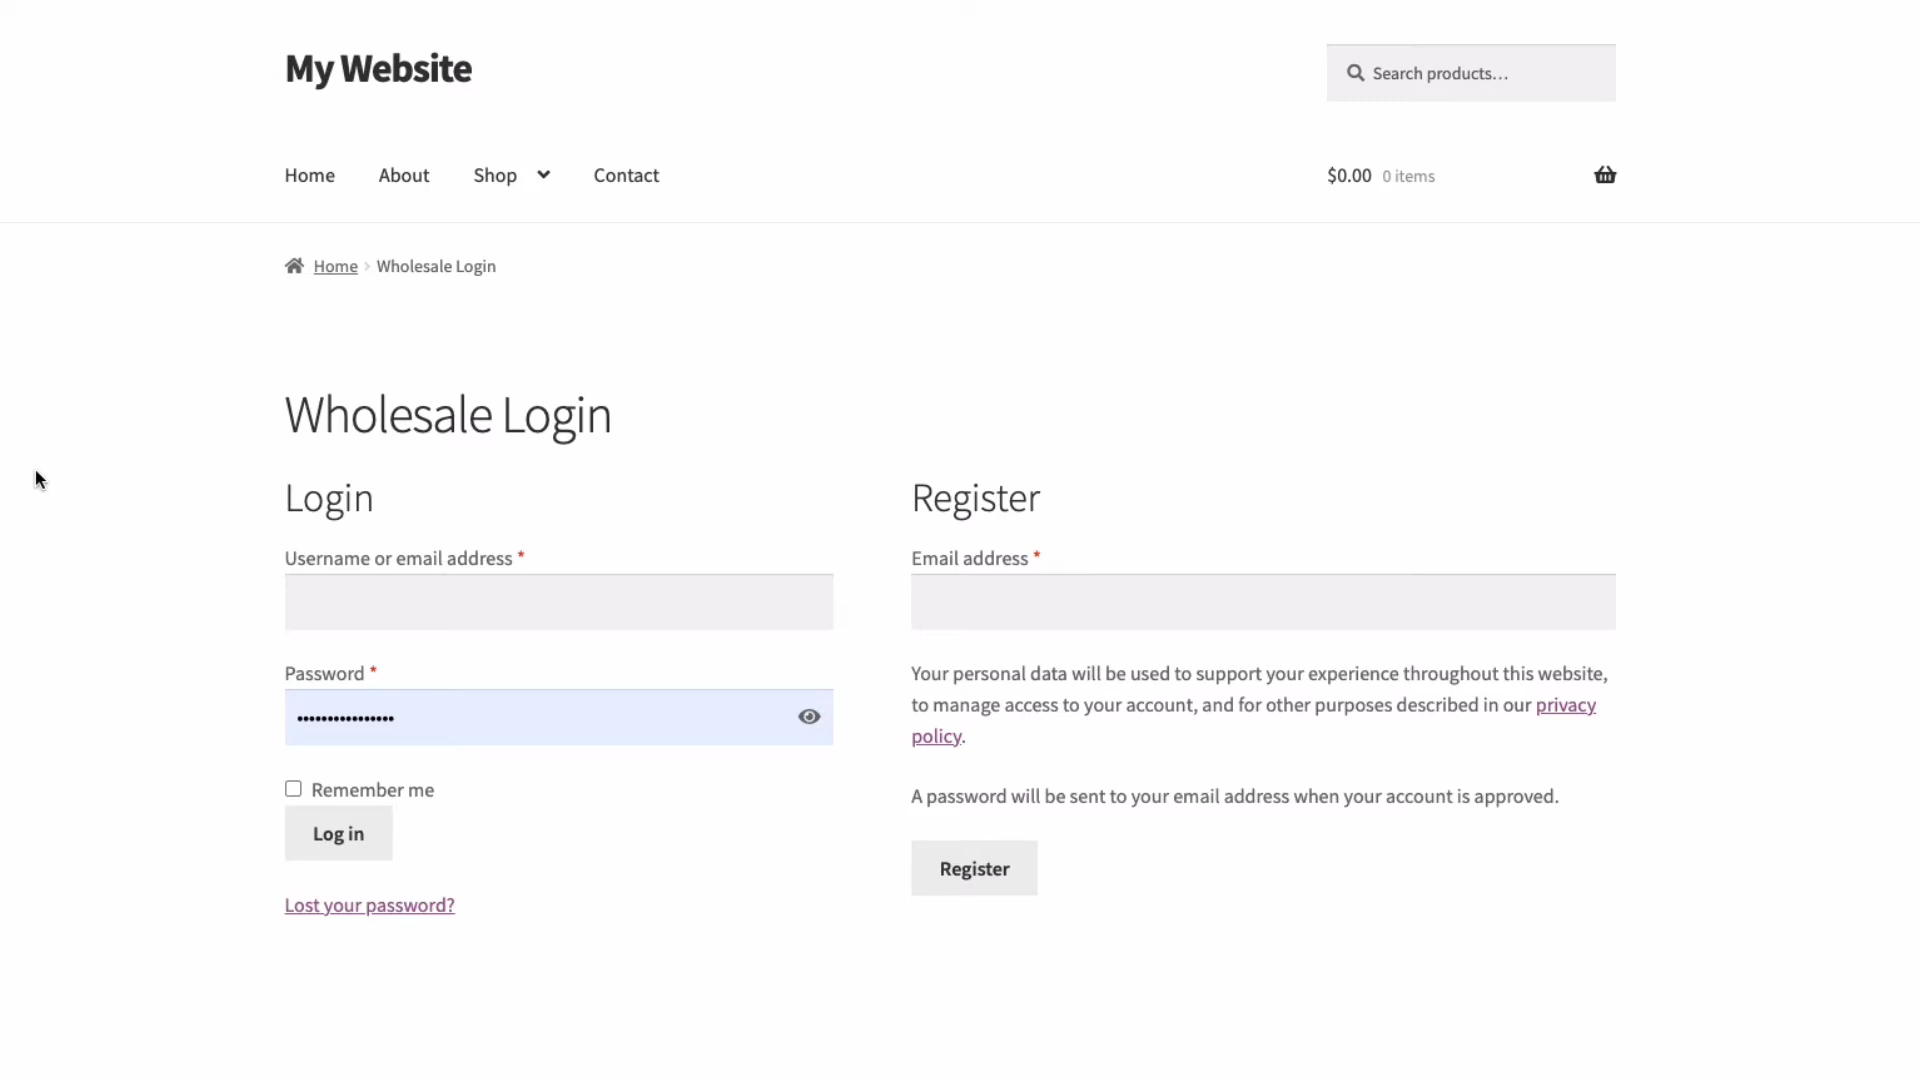 My Website
Search products…
Home About Shop Contact
$0.00 0 items
Home › Wholesale Login
Wholesale Login
Login
Username or email address *
Password *
••••••••••••••••
Remember me
Log in
Lost your password?
Register
Email address *
Your personal data will be used to support your experience throughout this website,
to manage access to your account, and for other purposes described in our privacy
policy.
A password will be sent to your email address when your account is approved.
Register